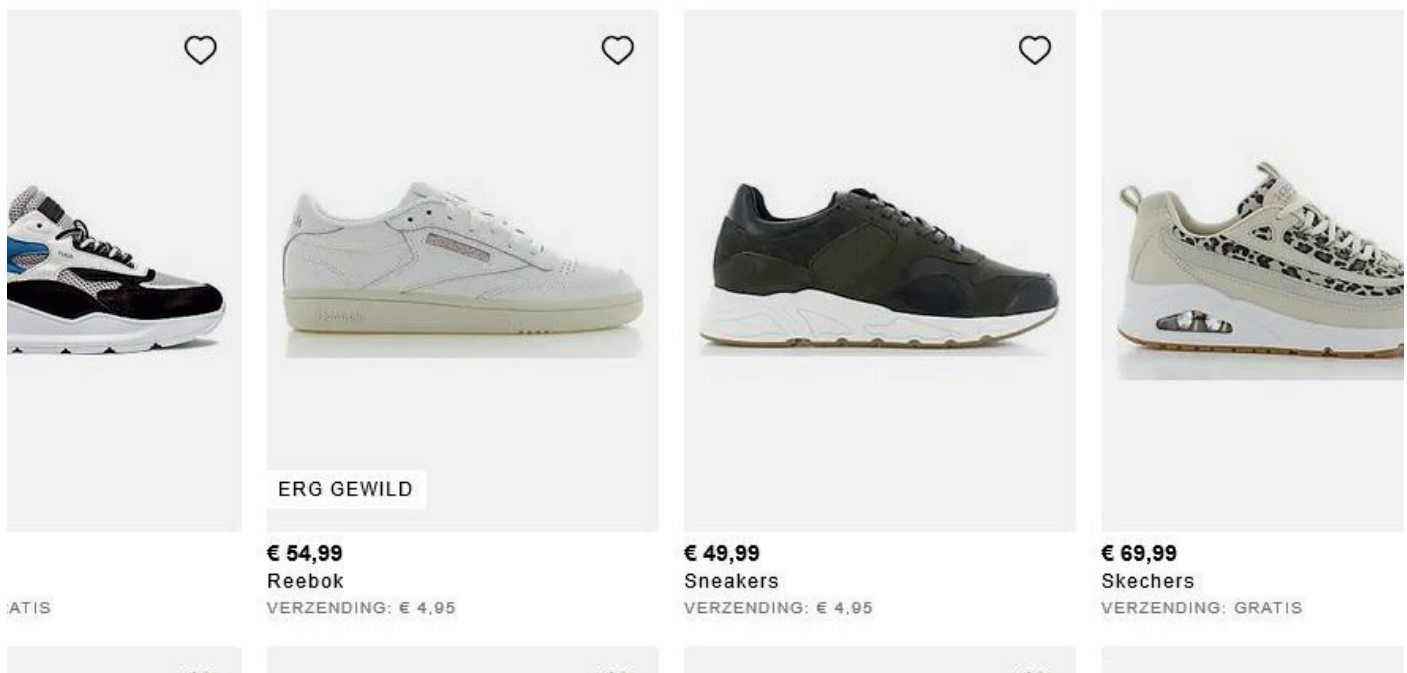 ERG GEWILD
€ 54,99
Reebok
VERZENDING: € 4,95
€ 49,99
Sneakers
VERZENDING: € 4,95
€ 69,99
Skechers
VERZENDING: GRATIS
ATIS